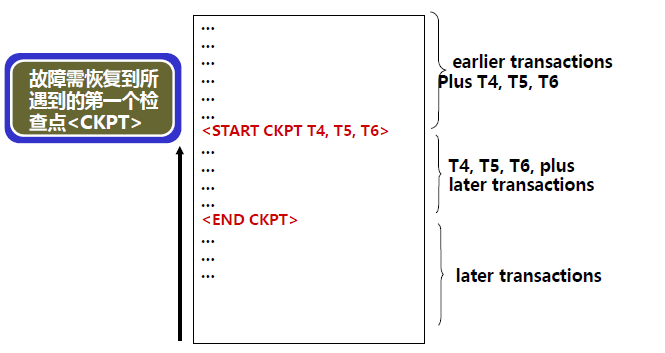 故障需恢复到所
遇到的第一个检
查点<CKPT>
...
...
...
...
...
...
<START CKPT T4, T5, T6>
...
...
...
...
<END CKPT>
...
...
...
earlier transactions
Plus T4, T5, T6
T4, T5, T6, plus
later transactions
later transactions